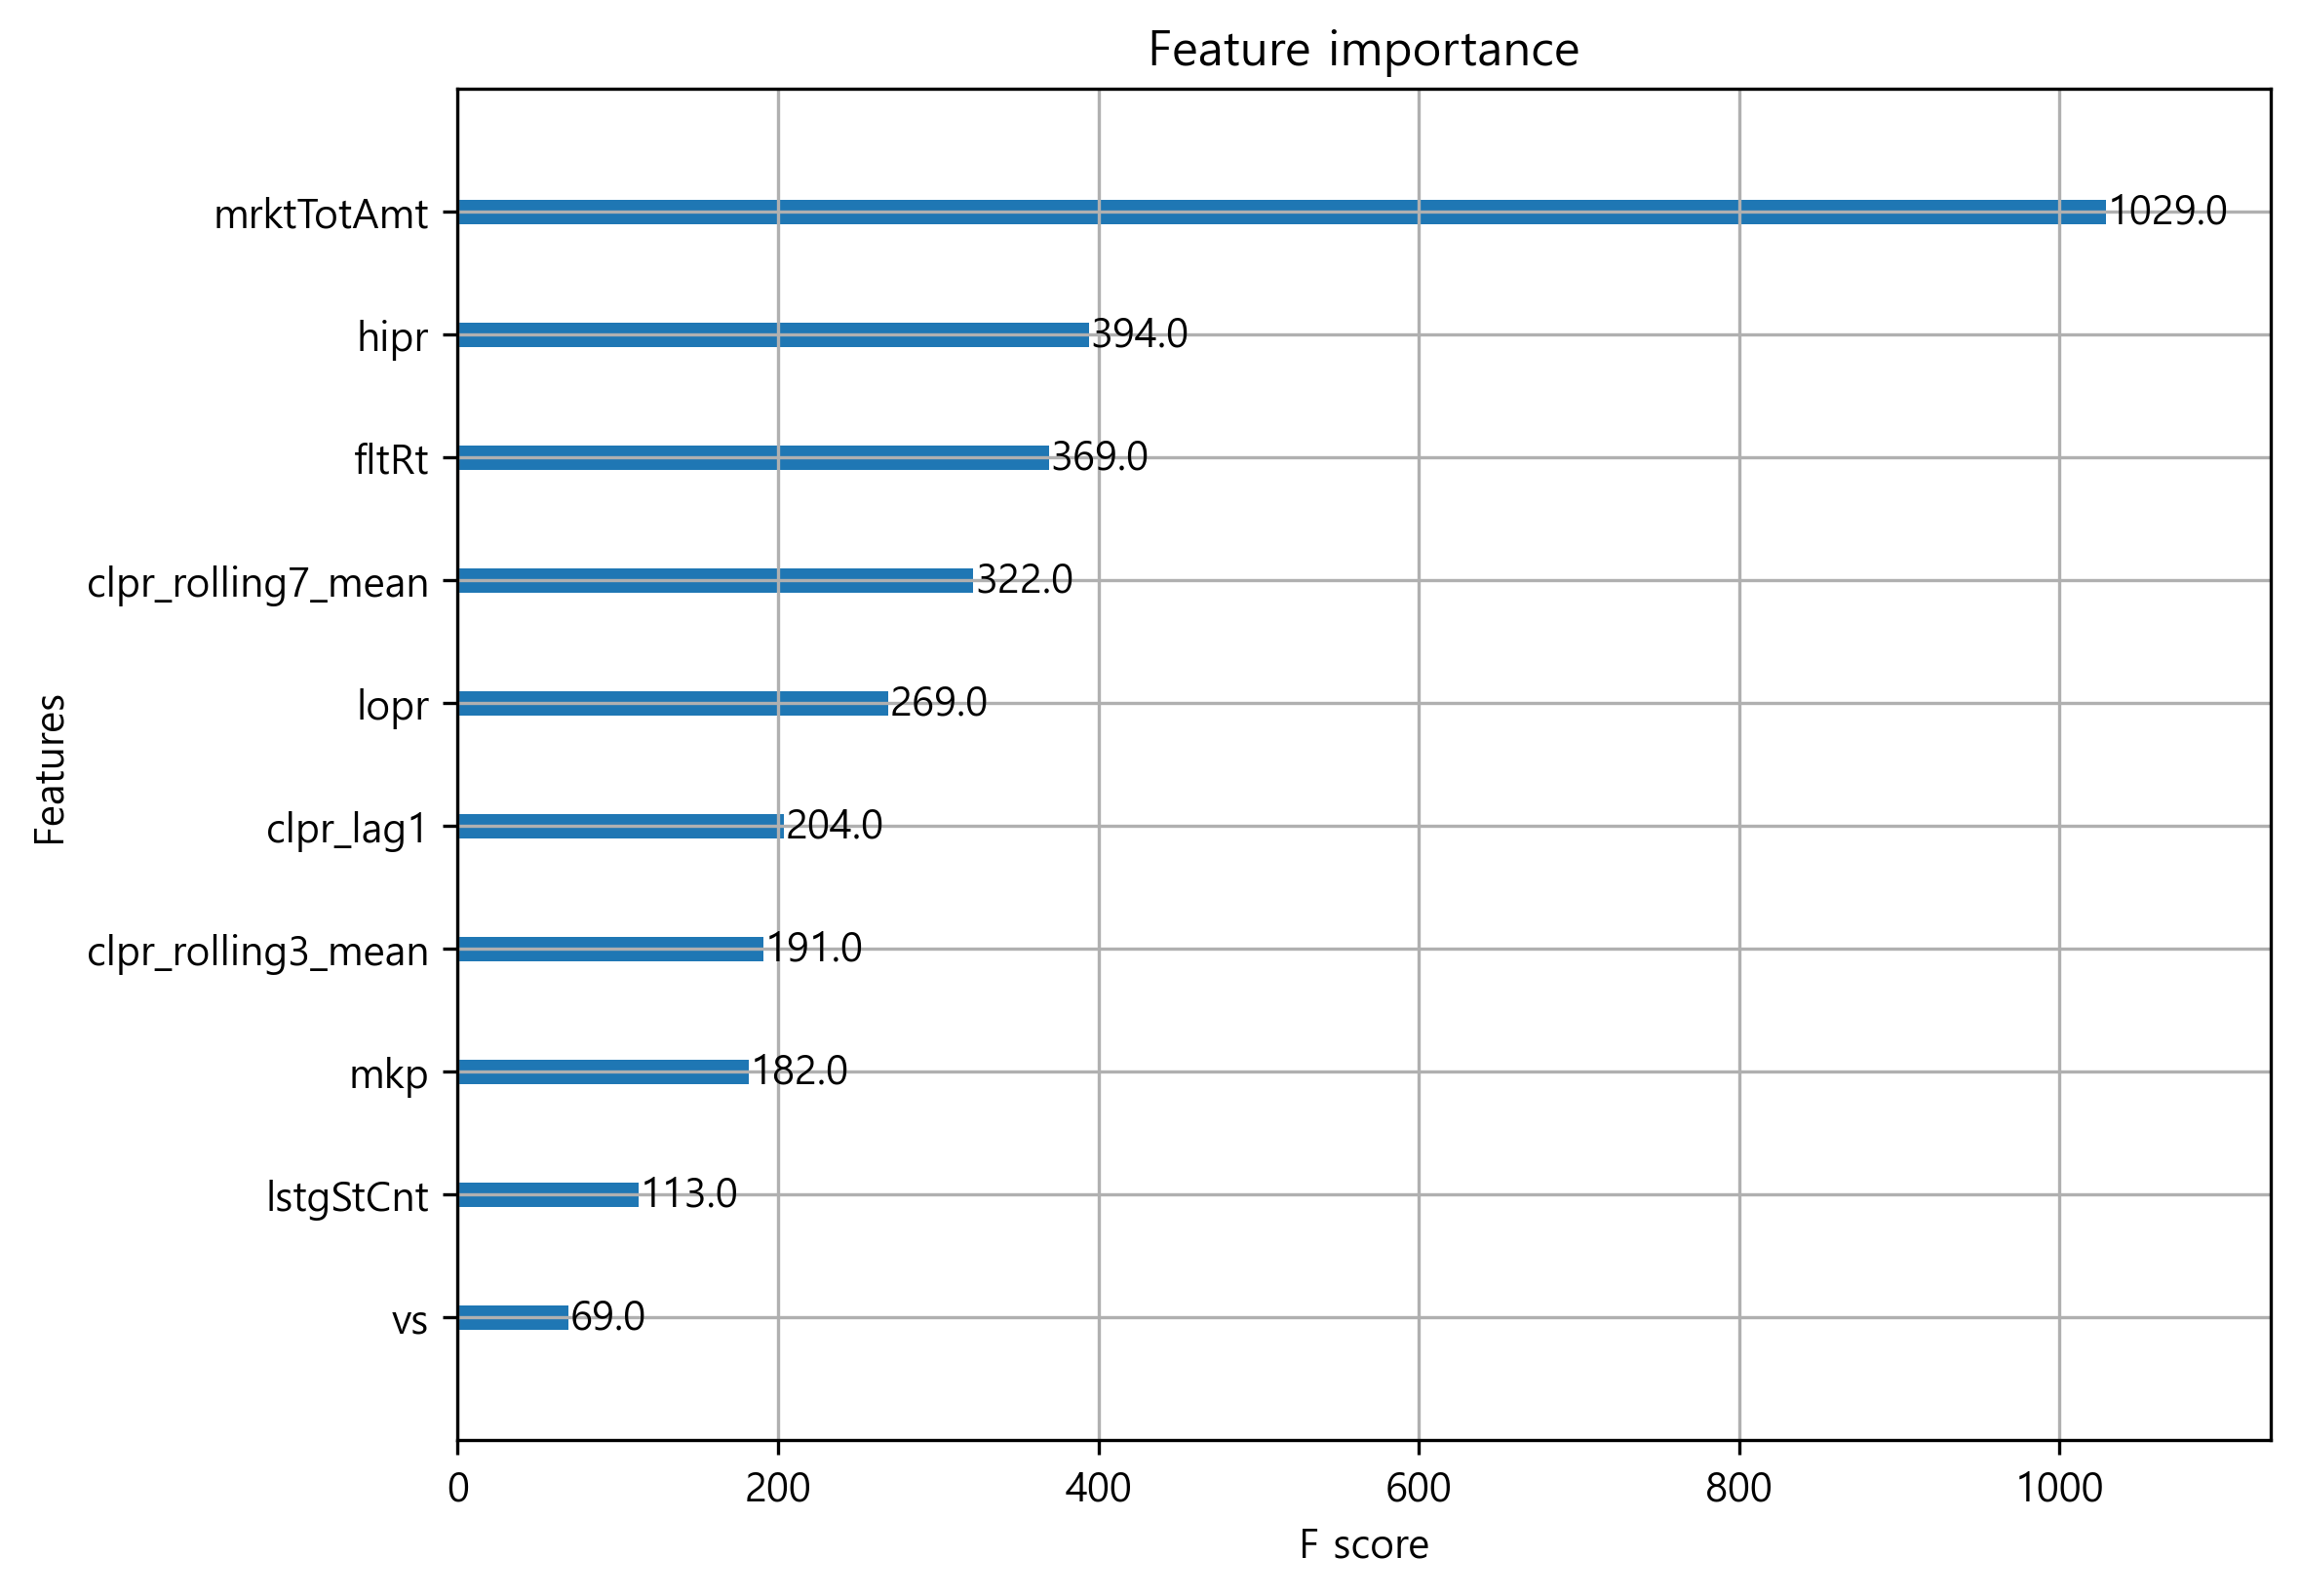 Feature importance
mrktTotAmt
1029.0
hipr
394.0
fltRt
369.0
clpr_rolling7_mean
322.0
lopr
269.0
clpr_lag1
204.0
clpr_rolling3_mean
191.0
mkp
182.0
lstgStCnt
113.0
vs
69.0
Features
0 200 400 600 800 1000
F score